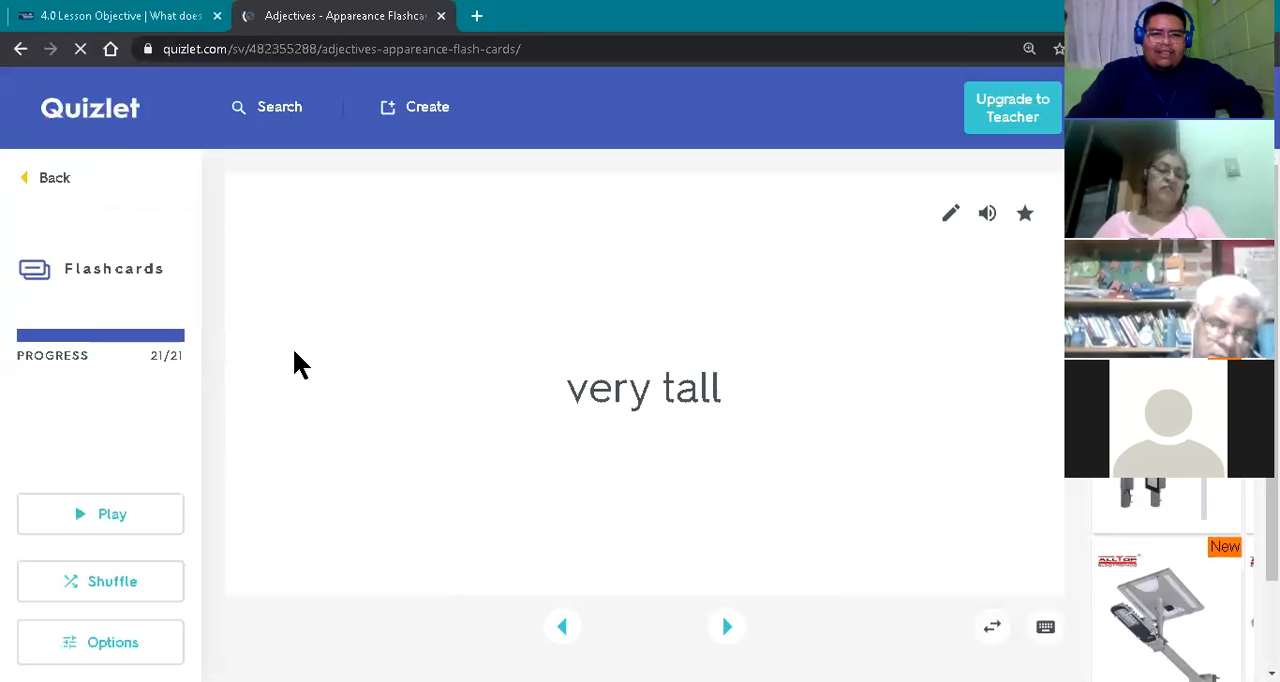 4.0 Lesson Objective | What does
Adjectives - Appareance Flashca
quizlet.com/sv/482355288/adjectives-appareance-flash-cards/
Quizlet
Search
Create
Upgrade to
Teacher
Back
Flashcards
PROGRESS 21/21
very tall
Play
Shuffle
Options
New
ALLTOP